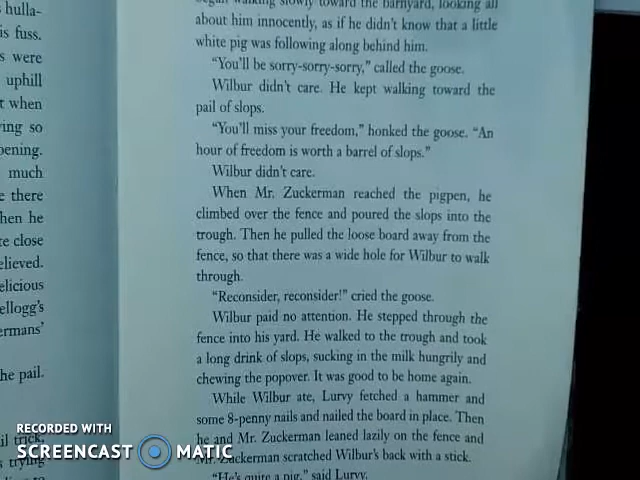 hulla-
is fuss.
s were
uphill
t when
ing so
pening.
much
e there
hen he
te close
elieved.
elicious
ellogg's
ermans'
he pail.
il trick,
s trying
began walking slowly toward the barnyard, looking all
about him innocently, as if he didn't know that a little
white pig was following along behind him.
"You'll be sorry-sorry-sorry," called the goose.
Wilbur didn't care. He kept walking toward the
pail of slops.
"You'll miss your freedom," honked the goose. "An
hour of freedom is worth a barrel of slops."
Wilbur didn't care.
When Mr. Zuckerman reached the pigpen, he
climbed over the fence and poured the slops into the
trough. Then he pulled the loose board away from the
fence, so that there was a wide hole for Wilbur to walk
through.
"Reconsider, reconsider!" cried the goose.
Wilbur paid no attention. He stepped through the
fence into his yard. He walked to the trough and took
a long drink of slops, sucking in the milk hungrily and
chewing the popover. It was good to be home again.
While Wilbur ate, Lurvy fetched a hammer and
some 8-penny nails and nailed the board in place. Then
he and Mr. Zuckerman leaned lazily on the fence and
Mr. Zuckerman scratched Wilbur's back with a stick.
"He's quite a pig," said Lurvy.
RECORDED WITH
SCREENCAST MATIC